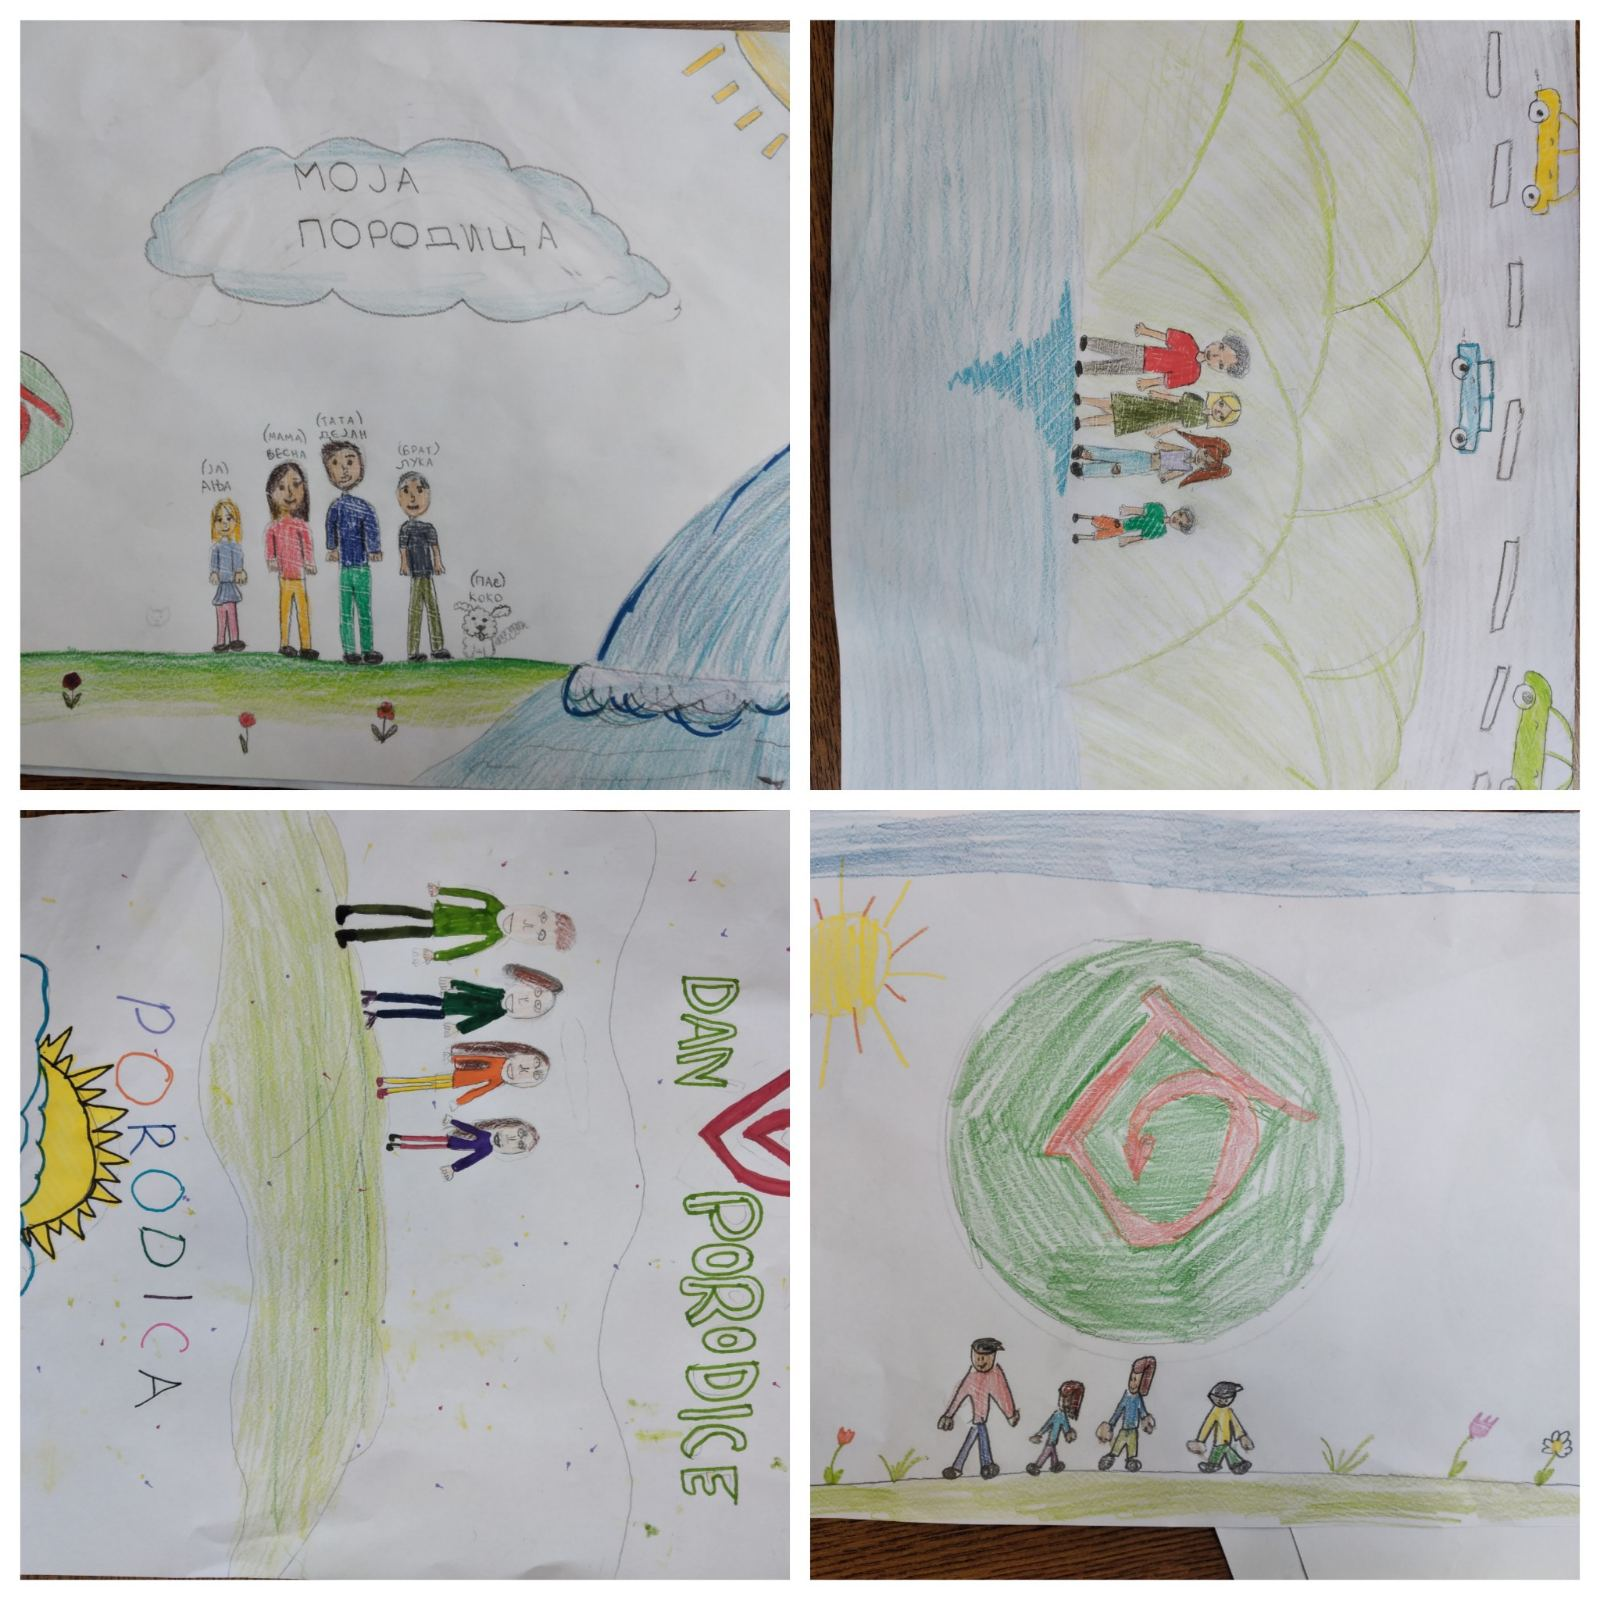 МОЈА
ПОРОДИЦА
(ЈА)
АЊА
(МАМА)
ВЕСНА
(ТАТА)
ДЕЈАН
(БРАТ)
ЛУКА
(ПАС)
КОКО
DAN
PORODICE
PORODICA